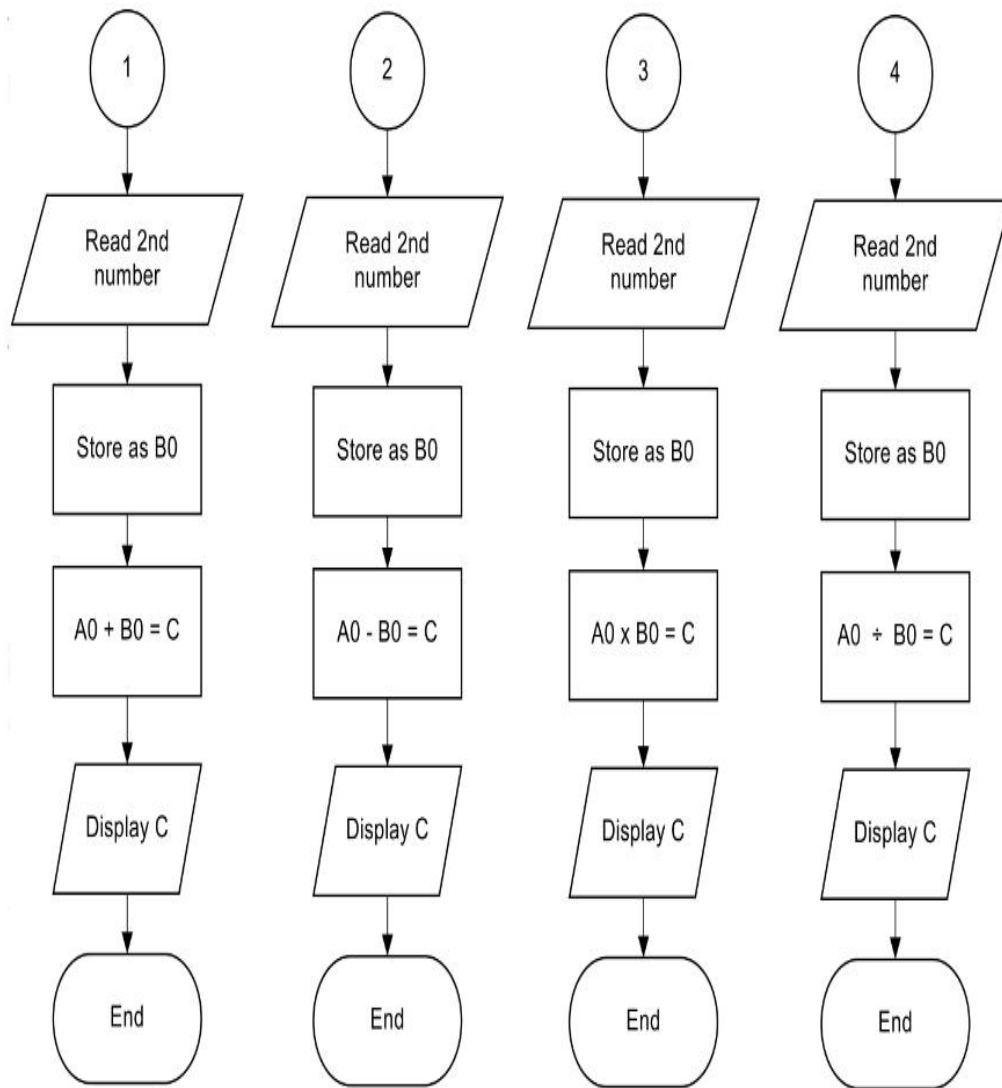 1
Read 2nd
number
Store as B0
A0 + B0 = C
Display C
End
2
Read 2nd
number
Store as B0
A0 - B0 = C
Display C
End
3
Read 2nd
number
Store as B0
A0 x B0 = C
Display C
End
4
Read 2nd
number
Store as B0
A0 ÷ B0 = C
Display C
End